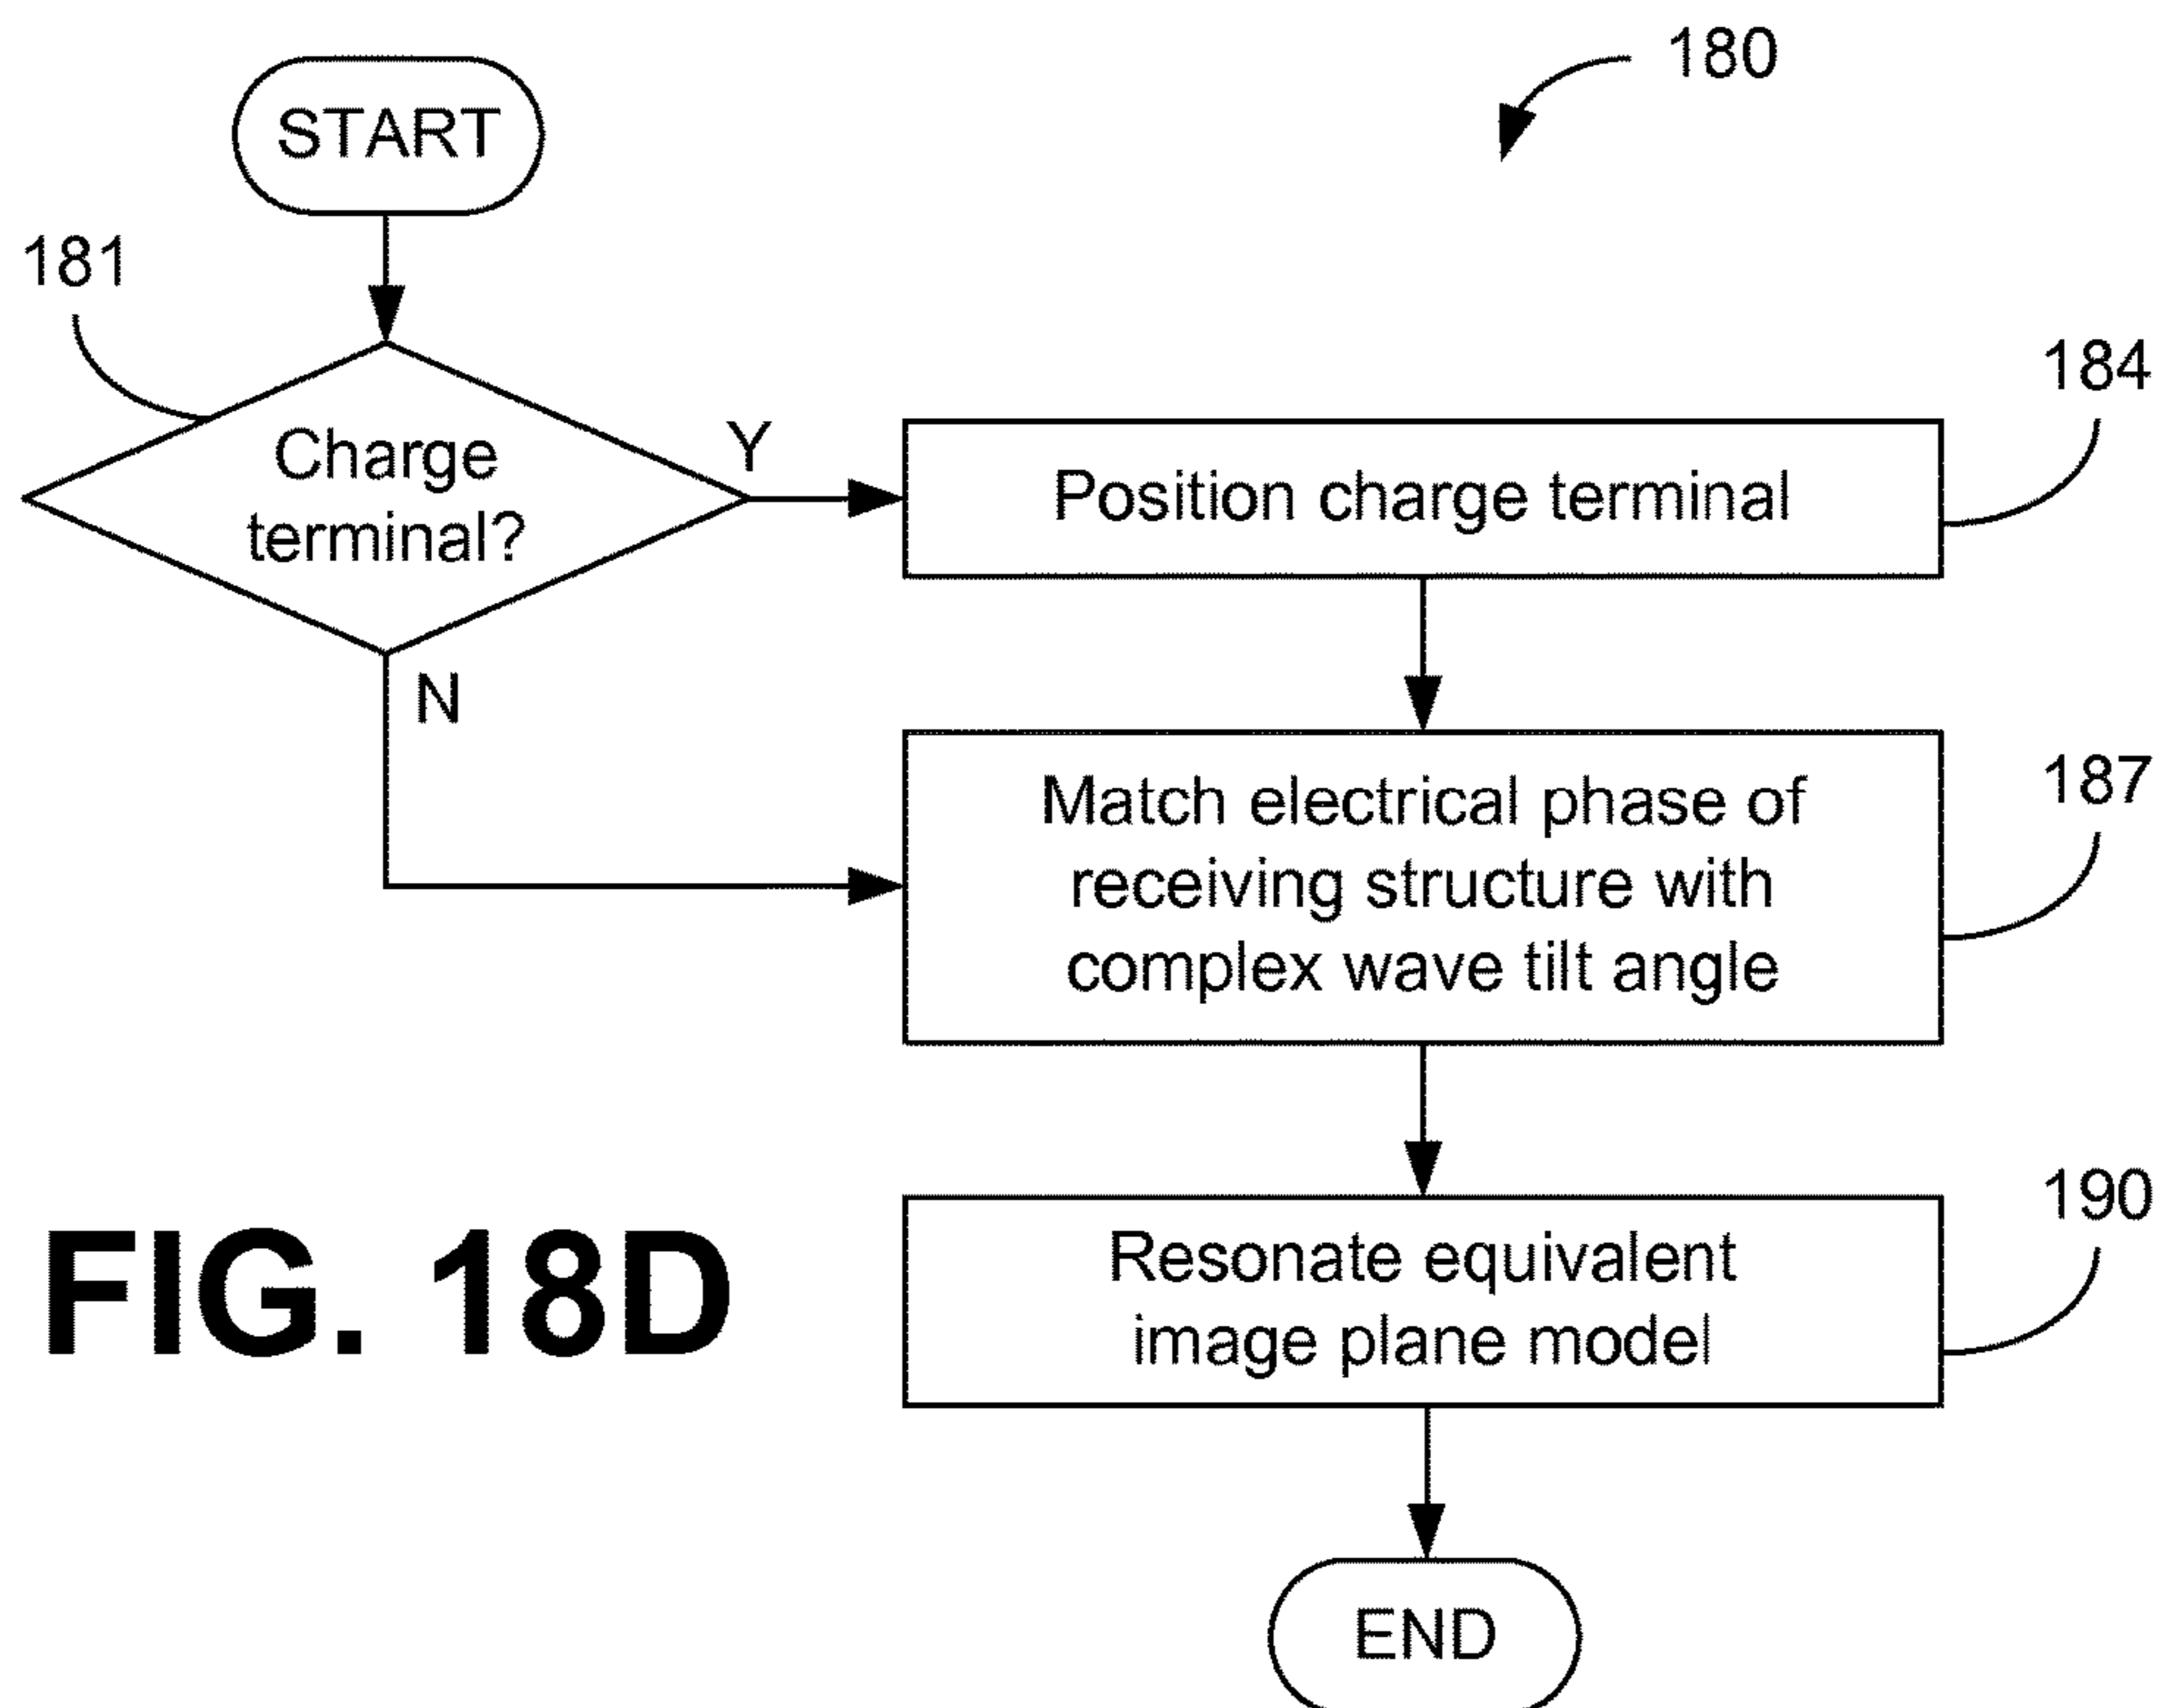 180
START
181
Charge
terminal?
Y
N
184
Position charge terminal
187
Match electrical phase of
receiving structure with
complex wave tilt angle
190
Resonate equivalent
image plane model
END
FIG. 18D